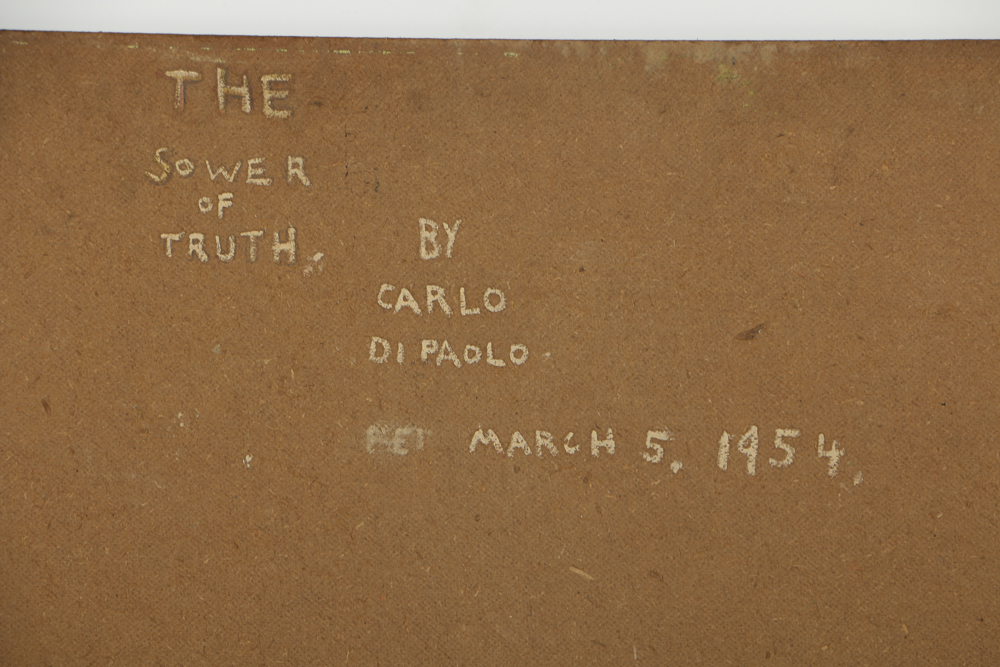 THE
SOWER
OF
TRUTH.
BY
CARLO
DI PAOLO
MARCH 5, 1954.